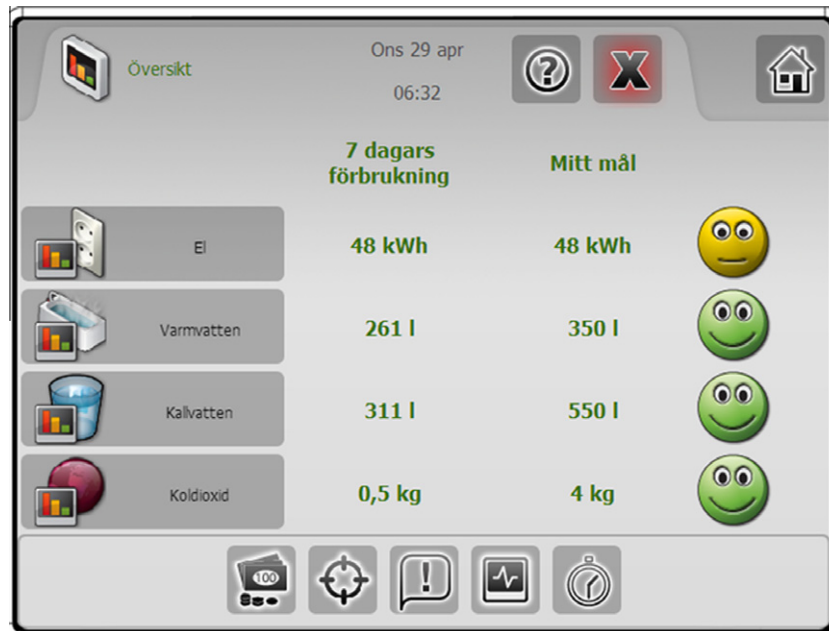 Översikt
Ons 29 apr
06:32
7 dagars
förbrukning
Mitt mål
El
48 kWh
48 kWh
Varmvatten
261 l
350 l
Kallvatten
311 l
550 l
Koldioxid
0,5 kg
4 kg
100